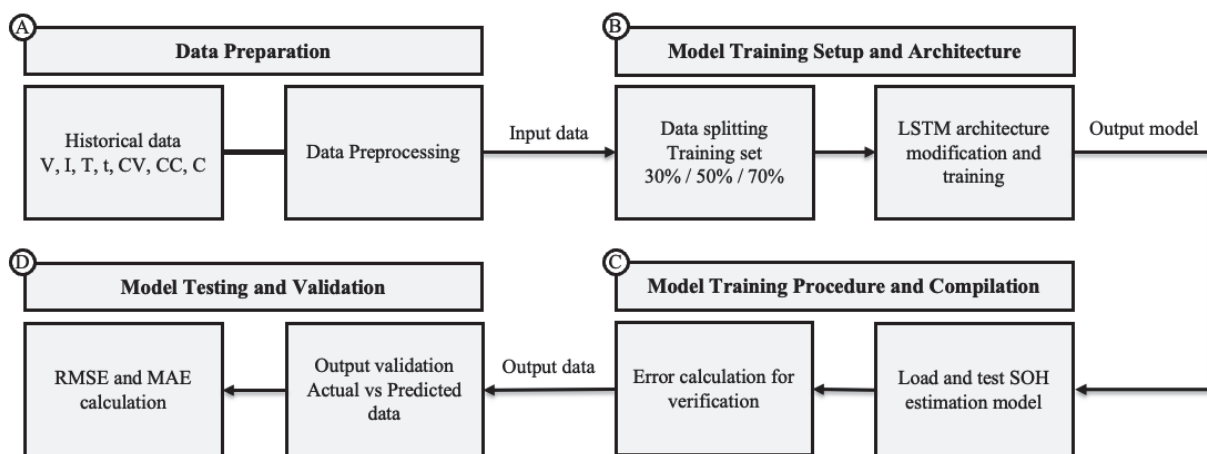 A
Data Preparation
Historical data
V, I, T, t, CV, CC, C
Data Preprocessing
Input data
B
Model Training Setup and Architecture
Data splitting
Training set
30% / 50% / 70%
LSTM architecture
modification and
training
Output model
C
Model Training Procedure and Compilation
Load and test SOH
estimation model
Error calculation for
verification
Output data
D
Model Testing and Validation
Output validation
Actual vs Predicted
data
RMSE and MAE
calculation